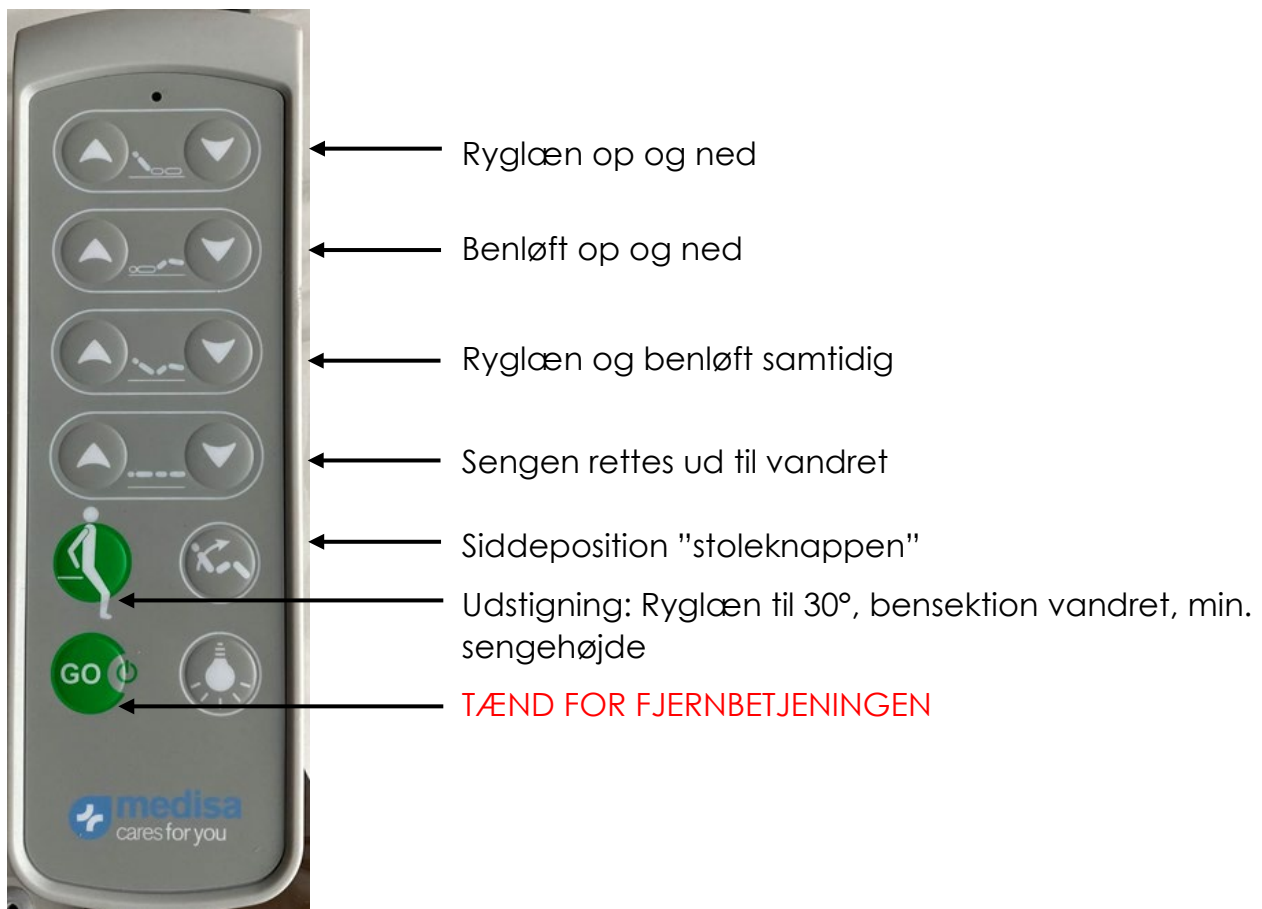 Ryglæn op og ned
Benløft op og ned
Ryglæn og benløft samtidig
Sengen rettes ud til vandret
Siddeposition ”stoleknappen”
Udstigning: Ryglæn til 30°, bensektion vandret, min.
sengehøjde
GO
TÆND FOR FJERNBETJENINGEN
medisa
cares for you